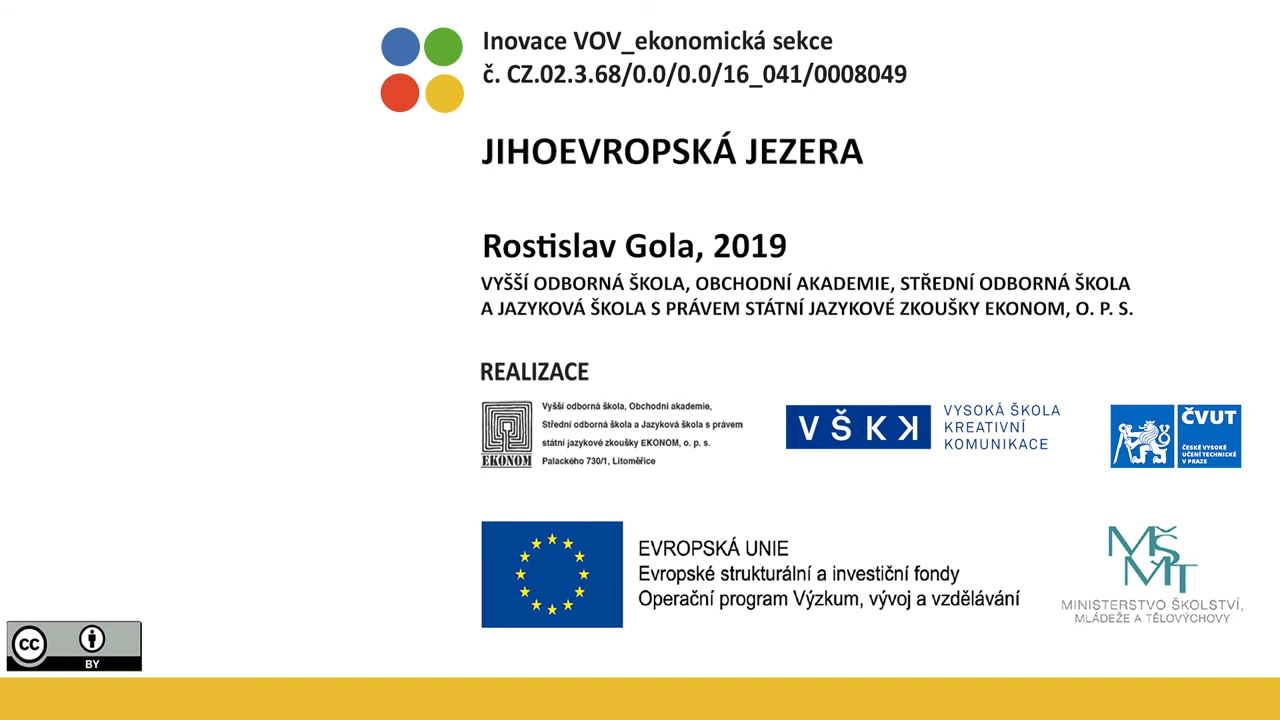 Inovace VOV_ekonomická sekce
č. CZ.02.3.68/0.0/0.0/16_041/0008049
JIHOEVROPSKÁ JEZERA
Rostislav Gola, 2019
VYŠŠÍ ODBORNÁ ŠKOLA, OBCHODNÍ AKADEMIE, STŘEDNÍ ODBORNÁ ŠKOLA
A JAZYKOVÁ ŠKOLA S PRÁVEM STÁTNÍ JAZYKOVÉ ZKOUŠKY EKONOM, O. P. S.
REALIZACE
EKONOM
Vyšší odborná škola, Obchodní akademie,
Střední odborná škola a Jazyková škola s právem
státní jazykové zkoušky EKONOM, o. p. s.
Palackého 730/1, Litoměřice
VŠKK
VYSOKÁ ŠKOLA
KREATIVNÍ
KOMUNIKACE
ČVUT
ČESKÉ VYSOKÉ
UČENÍ TECHNICKÉ
V PRAZE
EVROPSKÁ UNIE
Evropské strukturální a investiční fondy
Operační program Výzkum, vývoj a vzdělávání
MŠMT
MINISTERSTVO ŠKOLSTVÍ,
MLÁDEŽE A TĚLOVÝCHOVY
cc
BY